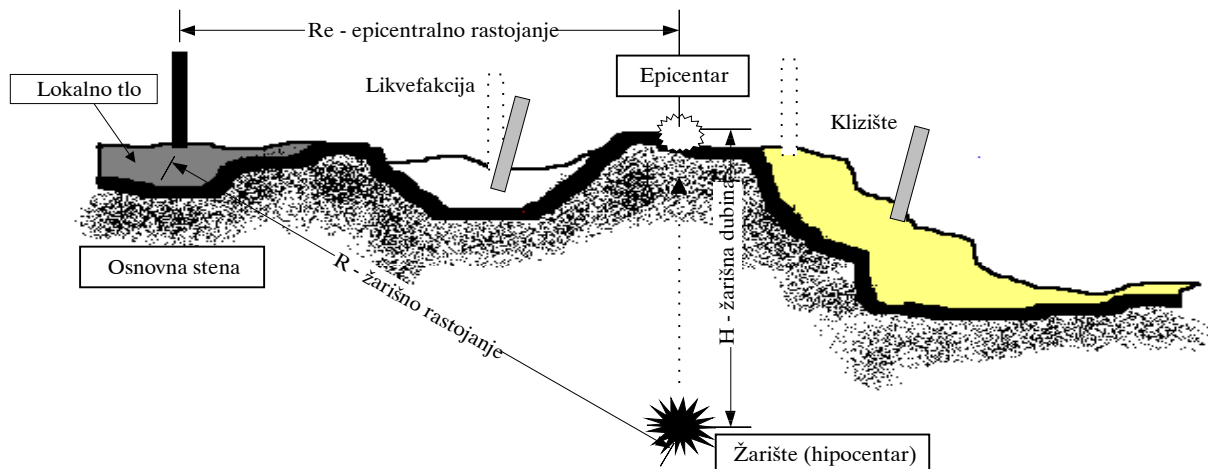 Re - epicentralno rastojanje
Epicentar
Likvefakcija
Lokalno tlo
Klizište
Osnovna stena
R - žarišno rastojanje
H - žarišna dubina
Žarište (hipocentar)